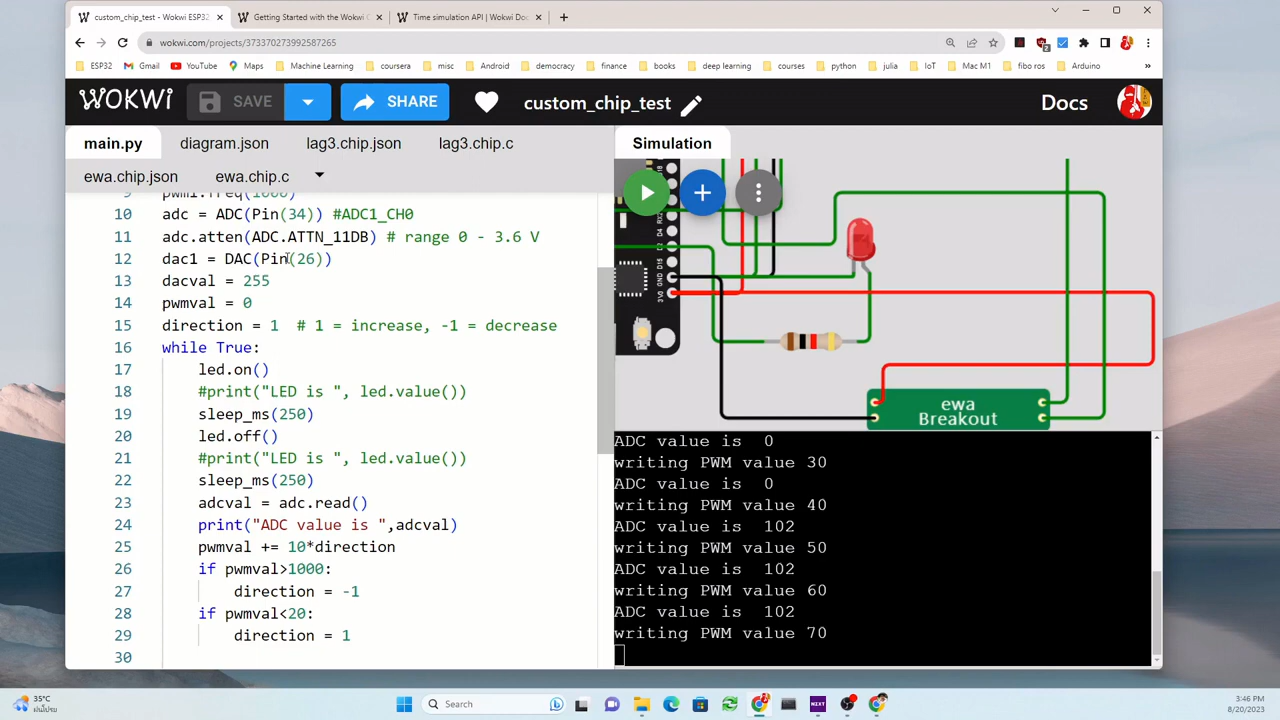 custom_chip_test - Wokwi ESP32
Getting Started with the Wokwi C
Time simulation API | Wokwi Doc
wokwi.com/projects/373370273992587265
ESP32
Gmail
YouTube
Maps
Machine Learning
coursera
misc
Android
democracy
finance
books
deep learning
courses
python
julia
IoT
Mac M1
fibo ros
Arduino
WOKWI
SAVE
SHARE
custom_chip_test
Docs
main.py
diagram.json
lag3.chip.json
lag3.chip.c
ewa.chip.json
ewa.chip.c
Simulation
9 pwm1.freq(1000)
10 adc = ADC(Pin(34)) #ADC1_CH0
11 adc.atten(ADC.ATTN_11DB) # range 0 - 3.6 V
12 dac1 = DAC(Pin(26))
13 dacval = 255
14 pwmval = 0
15 direction = 1 # 1 = increase, -1 = decrease
16 while True:
17 led.on()
18 #print("LED is ", led.value())
19 sleep_ms(250)
20 led.off()
21 #print("LED is ", led.value())
22 sleep_ms(250)
23 adcval = adc.read()
24 print("ADC value is ",adcval)
25 pwmval += 10*direction
26 if pwmval>1000:
27 direction = -1
28 if pwmval<20:
29 direction = 1
30
D4
D15
GND
3V3
ewa
Breakout
ADC value is 0
writing PWM value 30
ADC value is 0
writing PWM value 40
ADC value is 102
writing PWM value 50
ADC value is 102
writing PWM value 60
ADC value is 102
writing PWM value 70
35°C
Search
3:46 PM
8/20/2023